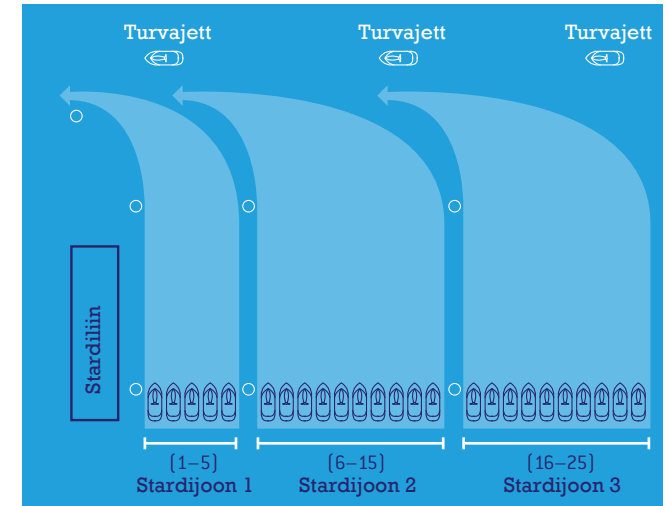 Turvajett
Turvajett
Turvajett
Stardiliin
(1–5)
Stardijoon 1
(6–15)
Stardijoon 2
(16–25)
Stardijoon 3